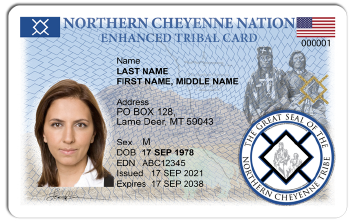 NORTHERN CHEYENNE NATION
ENHANCED TRIBAL CARD
000001
Name
LAST NAME
FIRST NAME, MIDDLE NAME
Address
PO BOX 128,
Lame Deer, MT 59043
Sex M
DOB 17 SEP 1978
EDN ABC12345
Issued 17 SEP 2021
Expires 17 SEP 2038
THE GREAT SEAL OF THE
NORTHERN CHEYENNE TRIBE